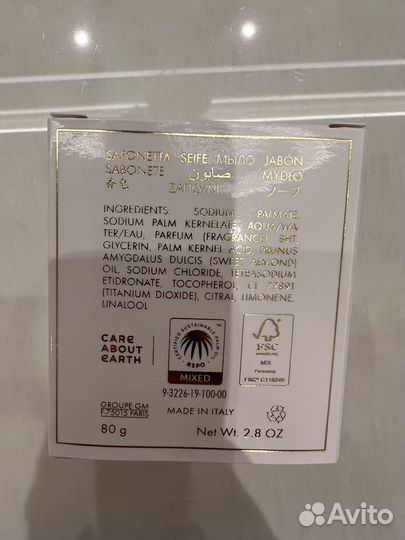 SAPONETTA SEIFE МЫЛО JABÓN
SABONETE صابون MYDŁO
香皂 ΣΑΠΟΥΝΙ ソープ
INGREDIENTS: SODIUM PALMATE,
SODIUM PALM KERNELATE, AQUA/WA
TER/EAU, PARFUM (FRAGRANCE), BHT,
GLYCERIN, PALM KERNEL ACID, PRUNUS
AMYGDALUS DULCIS (SWEET ALMOND)
OIL, SODIUM CHLORIDE, TETRASODIUM
ETIDRONATE, TOCOPHEROL, CI 77891
(TITANIUM DIOXIDE), CITRAL, LIMONENE,
LINALOOL
CARE
ABOUT
EARTH
CERTIFIED SUSTAINABLE PALM OIL
RSPO
MIXED
9-3226-19-100-00
FSC
MIX
Packaging
FSC® C118245
GROUPE GM
F-75015 PARIS
MADE IN ITALY
80 g
Net Wt. 2.8 OZ
Avito